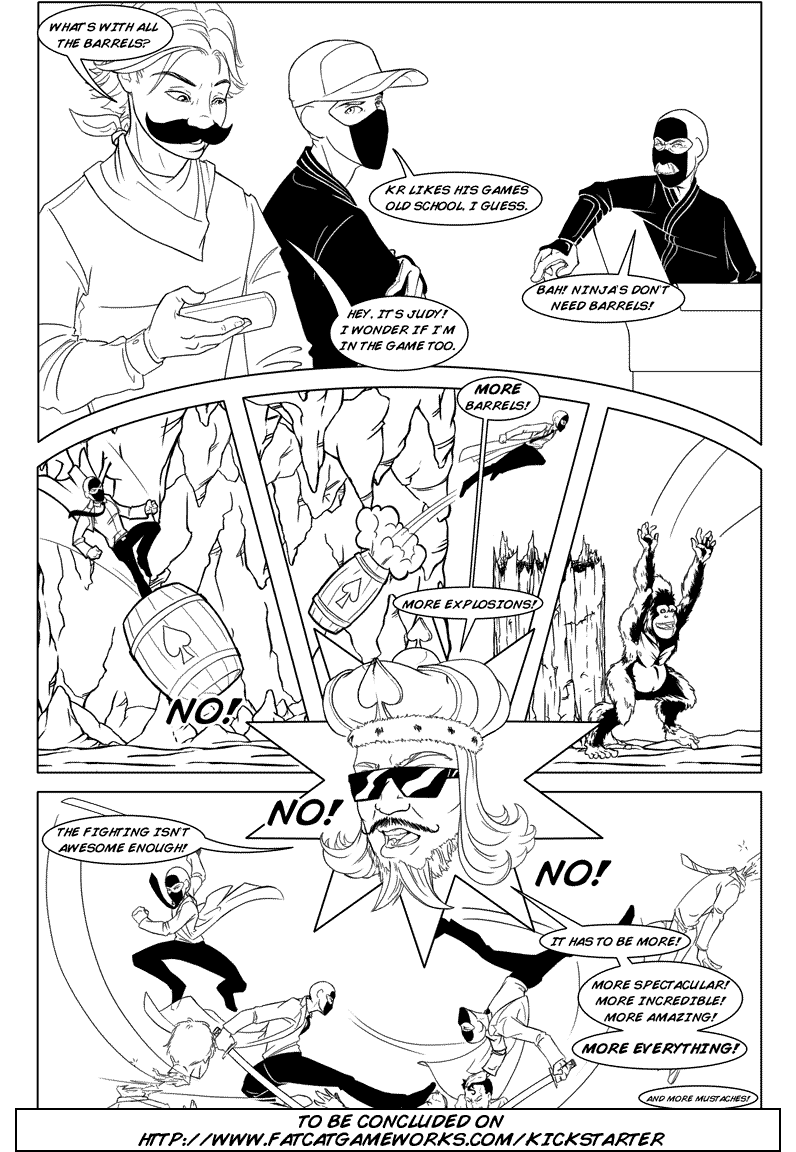 WHAT'S WITH ALL
THE BARRELS?
KR LIKES HIS GAMES
OLD SCHOOL. I GUESS.
BAH! NINJA'S DON'T
NEED BARRELS!
HEY. IT'S JUDY!
I WONDER IF I'M
IN THE GAME TOO.
MORE
BARRELS!
MORE EXPLOSIONS!
NO!
NO!
NO!
THE FIGHTING ISN'T
AWESOME ENOUGH!
IT HAS TO BE MORE!
MORE SPECTACULAR!
MORE INCREDIBLE!
MORE AMAZING!
MORE EVERYTHING!
AND MORE MUSTACHES!
TO BE CONCLUDED ON
HTTP://WWW.FATCATGAMEWORKS.COM/KICKSTARTER